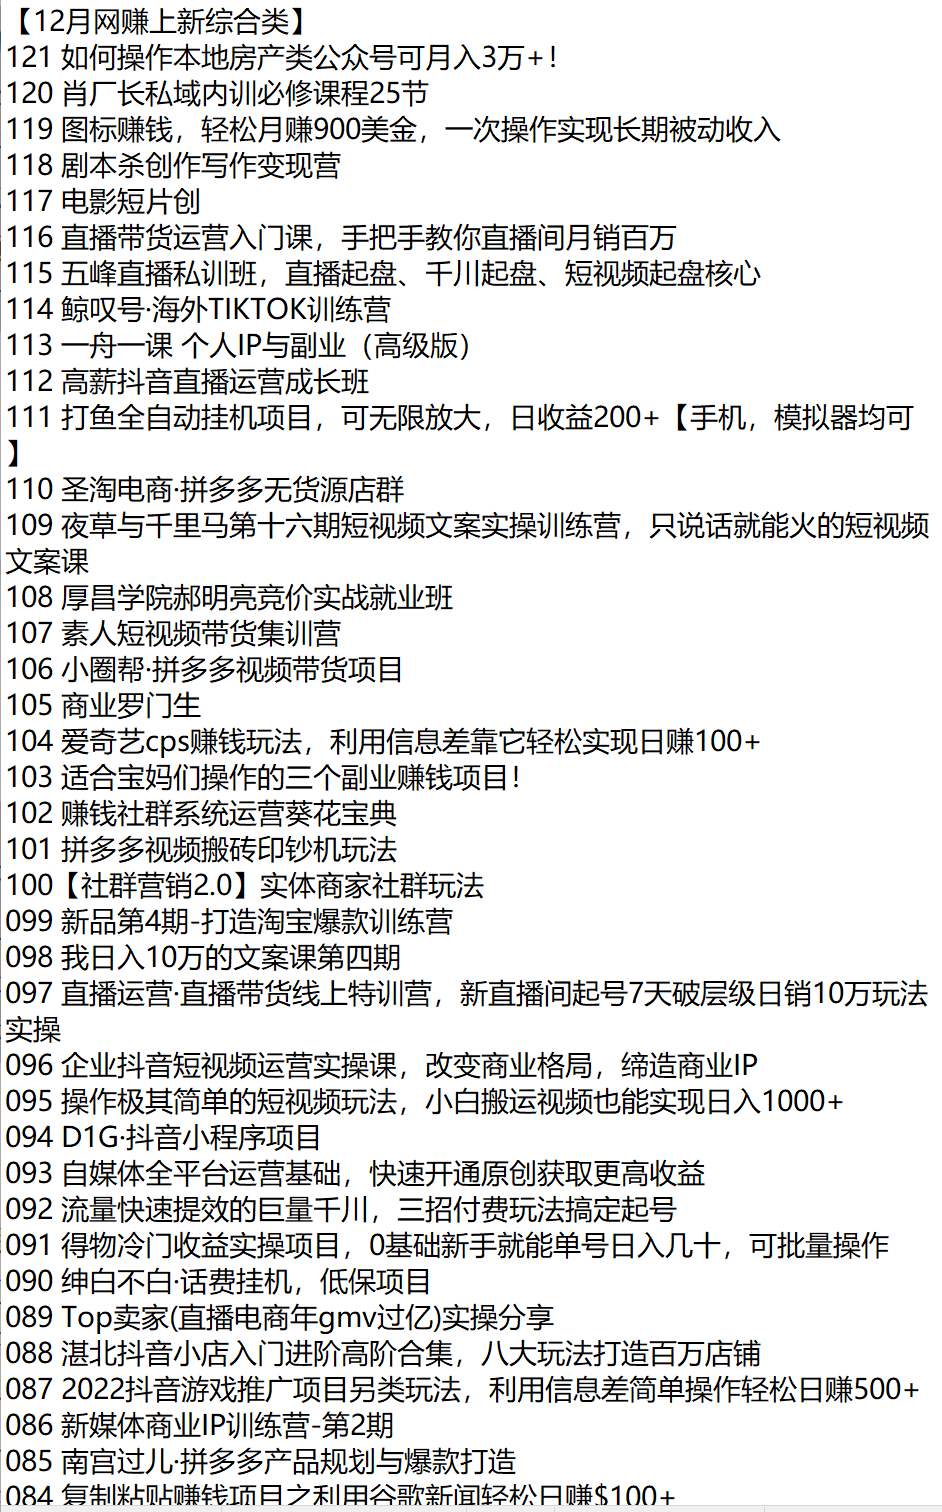 【12月网赚上新综合类】
121 如何操作本地房产类公众号可月入3万+！
120 肖厂长私域内训必修课程25节
119 图标赚钱，轻松月赚900美金，一次操作实现长期被动收入
118 剧本杀创作写作变现营
117 电影短片创
116 直播带货运营入门课，手把手教你直播间月销百万
115 五峰直播私训班，直播起盘、千川起盘、短视频起盘核心
114 鲸叹号·海外TIKTOK训练营
113 一舟一课 个人IP与副业（高级版）
112 高薪抖音直播运营成长班
111 打鱼全自动挂机项目，可无限放大，日收益200+【手机，模拟器均可
】
110 圣淘电商·拼多多无货源店群
109 夜草与千里马第十六期短视频文案实操训练营，只说话就能火的短视频
文案课
108 厚昌学院郝明亮竞价实战就业班
107 素人短视频带货集训营
106 小圈帮·拼多多视频带货项目
105 商业罗门生
104 爱奇艺cps赚钱玩法，利用信息差靠它轻松实现日赚100+
103 适合宝妈们操作的三个副业赚钱项目！
102 赚钱社群系统运营葵花宝典
101 拼多多视频搬砖印钞机玩法
100【社群营销2.0】实体商家社群玩法
099 新品第4期-打造淘宝爆款训练营
098 我日入10万的文案课第四期
097 直播运营·直播带货线上特训营，新直播间起号7天破层级日销10万玩法
实操
096 企业抖音短视频运营实操课，改变商业格局，缔造商业IP
095 操作极其简单的短视频玩法，小白搬运视频也能实现日入1000+
094 D1G·抖音小程序项目
093 自媒体全平台运营基础，快速开通原创获取更高收益
092 流量快速提效的巨量千川，三招付费玩法搞定起号
091 得物冷门收益实操项目，0基础新手就能单号日入几十，可批量操作
090 绅白不白·话费挂机，低保项目
089 Top卖家(直播电商年gmv过亿)实操分享
088 湛北抖音小店入门进阶高阶合集，八大玩法打造百万店铺
087 2022抖音游戏推广项目另类玩法，利用信息差简单操作轻松日赚500+
086 新媒体商业IP训练营-第2期
085 南宫过儿·拼多多产品规划与爆款打造
084 复制粘贴赚钱项目之利用谷歌新闻轻松日赚$100+